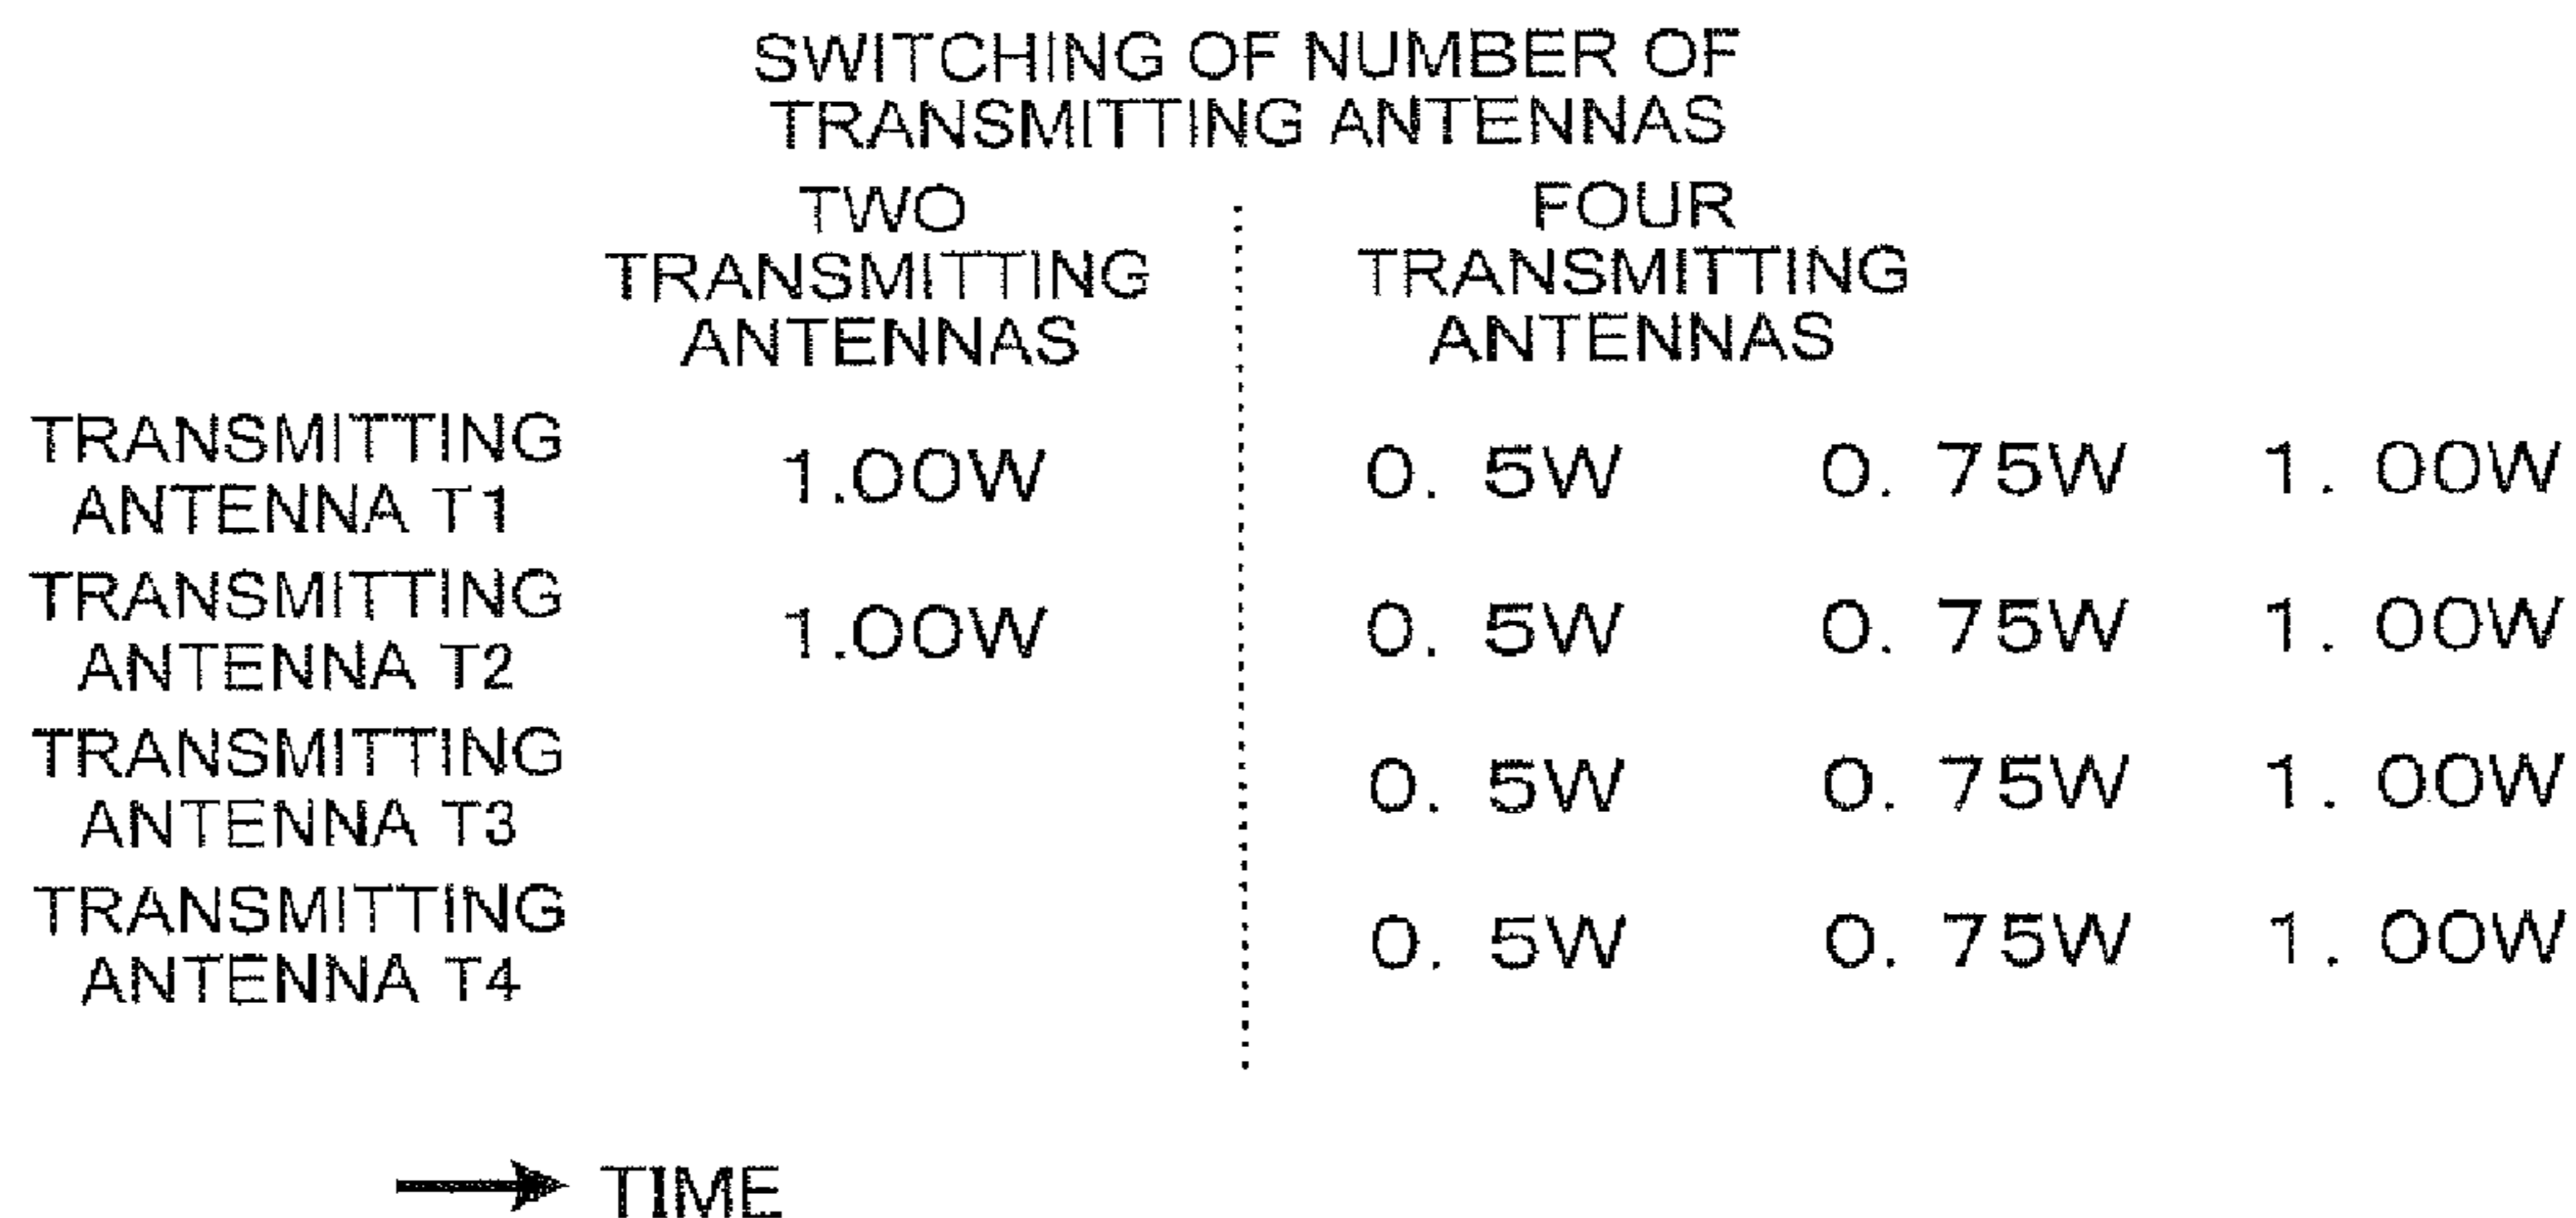 SWITCHING OF NUMBER OF
TRANSMITTING ANTENNAS
TWO
TRANSMITTING
ANTENNAS
FOUR
TRANSMITTING
ANTENNAS
TRANSMITTING
ANTENNA T1
1.00W 0. 5W 0. 75W 1. 00W
TRANSMITTING
ANTENNA T2
1.00W 0. 5W 0. 75W 1. 00W
TRANSMITTING
ANTENNA T3
0. 5W 0. 75W 1. 00W
TRANSMITTING
ANTENNA T4
0. 5W 0. 75W 1. 00W
TIME